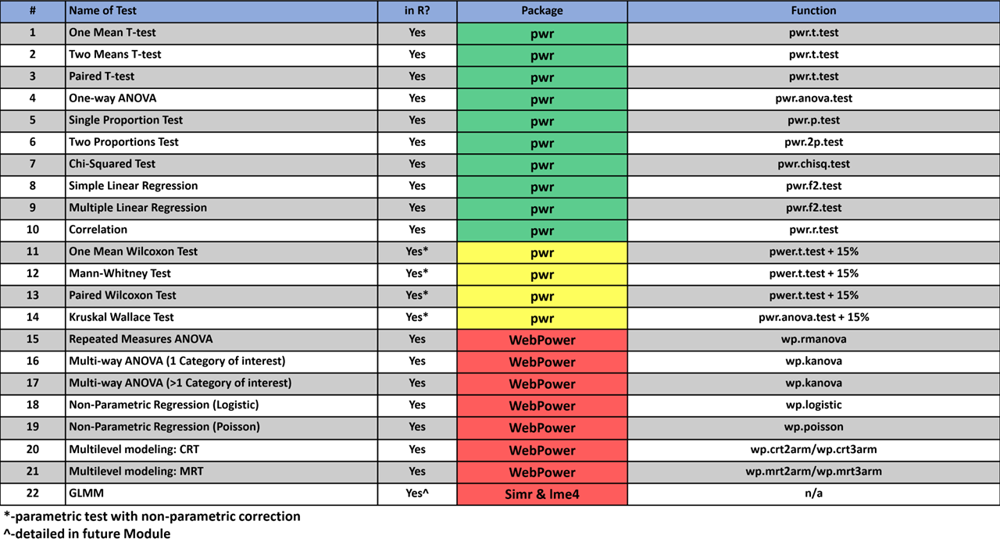 # Name of Test in R? Package Function
1 One Mean T-test Yes pwr pwr.t.test
2 Two Means T-test Yes pwr pwr.t.test
3 Paired T-test Yes pwr pwr.t.test
4 One-way ANOVA Yes pwr pwr.anova.test
5 Single Proportion Test Yes pwr pwr.p.test
6 Two Proportions Test Yes pwr pwr.2p.test
7 Chi-Squared Test Yes pwr pwr.chisq.test
8 Simple Linear Regression Yes pwr pwr.f2.test
9 Multiple Linear Regression Yes pwr pwr.f2.test
10 Correlation Yes pwr pwr.r.test
11 One Mean Wilcoxon Test Yes* pwr pwer.t.test + 15%
12 Mann-Whitney Test Yes* pwr pwer.t.test + 15%
13 Paired Wilcoxon Test Yes* pwr pwer.t.test + 15%
14 Kruskal Wallace Test Yes* pwr pwr.anova.test + 15%
15 Repeated Measures ANOVA Yes WebPower wp.rmanova
16 Multi-way ANOVA (1 Category of interest) Yes WebPower wp.kanova
17 Multi-way ANOVA (>1 Category of interest) Yes WebPower wp.kanova
18 Non-Parametric Regression (Logistic) Yes WebPower wp.logistic
19 Non-Parametric Regression (Poisson) Yes WebPower wp.poisson
20 Multilevel modeling: CRT Yes WebPower wp.crt2arm/wp.crt3arm
21 Multilevel modeling: MRT Yes WebPower wp.mrt2arm/wp.mrt3arm
22 GLMM Yes^ Simr & lme4 n/a
*-parametric test with non-parametric correction
^-detailed in future Module